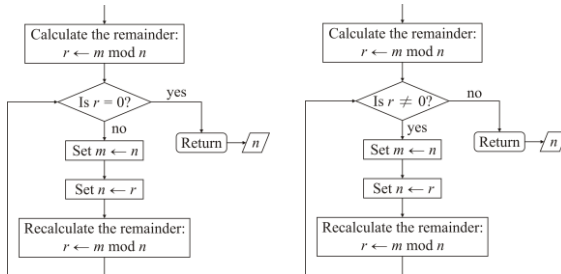 Calculate the remainder:
r ← m mod n
Is r = 0?
yes
no
Return
n
Set m ← n
Set n ← r
Recalculate the remainder:
r ← m mod n
Calculate the remainder:
r ← m mod n
Is r ≠ 0?
no
yes
Return
n
Set m ← n
Set n ← r
Recalculate the remainder:
r ← m mod n